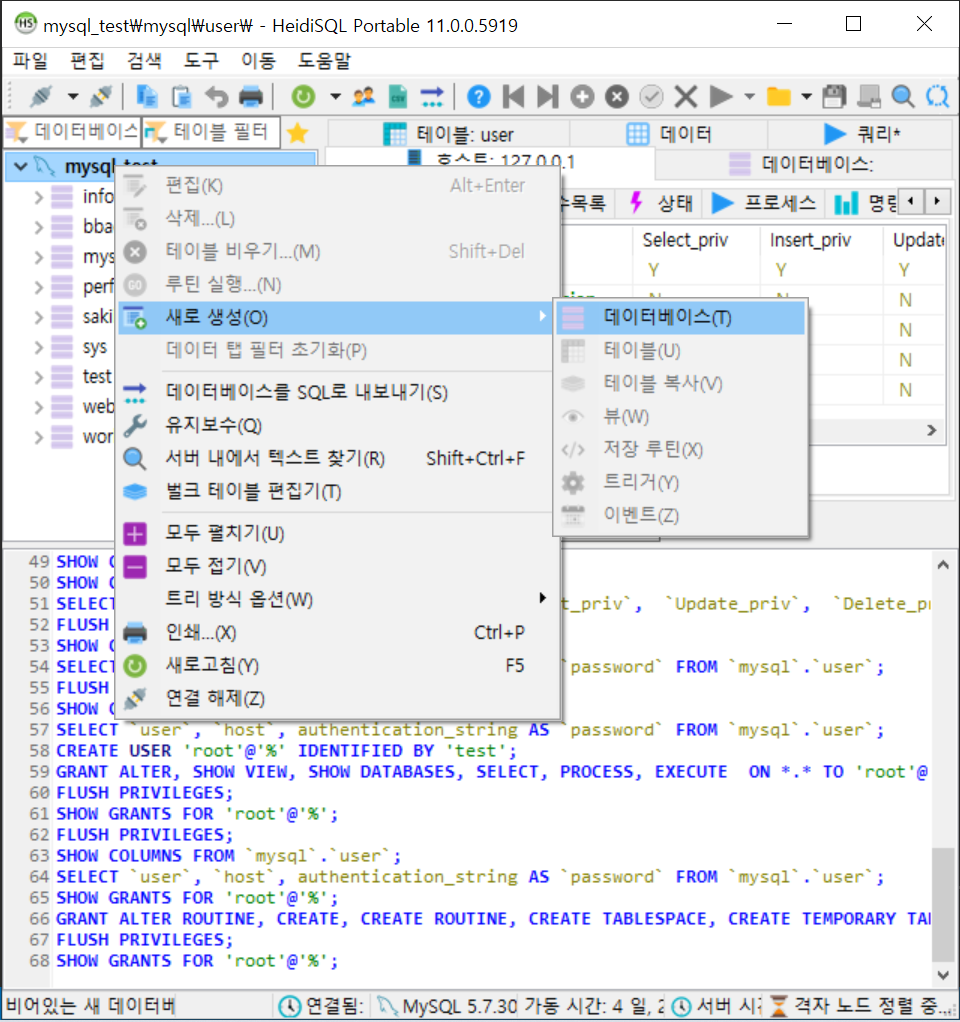 mysql_test₩mysql₩user₩ - HeidiSQL Portable 11.0.0.5919
파일 편집 검색 도구 이동 도움말
데이터베이스 테이블 필터
테이블: user 데이터 쿼리*
호스트: 127.0.0.1 데이터베이스:
수목록 상태 프로세스
mysql_test
info
bba
mys
perf
saki
sys
test
web
wor
Select_priv Insert_priv Update
Y Y Y
N N N
N
N
N
편집(K) Alt+Enter
삭제...(L)
테이블 비우기...(M) Shift+Del
루틴 실행...(N)
새로 생성(O)
데이터 탭 필터 초기화(P)
데이터베이스를 SQL로 내보내기(S)
유지보수(Q)
서버 내에서 텍스트 찾기(R) Shift+Ctrl+F
벌크 테이블 편집기(T)
모두 펼치기(U)
모두 접기(V)
트리 방식 옵션(W)
인쇄...(X) Ctrl+P
새로고침(Y) F5
연결 해제(Z)
데이터베이스(T)
테이블(U)
테이블 복사(V)
뷰(W)
저장 루틴(X)
트리거(Y)
이벤트(Z)
49 SHOW
50 SHOW
51 SELECT t_priv`, `Update_priv`, `Delete_pr
52 FLUSH
53 SHOW
54 SELECT `password` FROM `mysql`.`user`;
55 FLUSH
56 SHOW
57 SELECT `user`, `host`, authentication_string AS `password` FROM `mysql`.`user`;
58 CREATE USER 'root'@'%' IDENTIFIED BY 'test';
59 GRANT ALTER, SHOW VIEW, SHOW DATABASES, SELECT, PROCESS, EXECUTE  ON *.* TO 'root'@
60 FLUSH PRIVILEGES;
61 SHOW GRANTS FOR 'root'@'%';
62 FLUSH PRIVILEGES;
63 SHOW COLUMNS FROM `mysql`.`user`;
64 SELECT `user`, `host`, authentication_string AS `password` FROM `mysql`.`user`;
65 SHOW GRANTS FOR 'root'@'%';
66 GRANT ALTER ROUTINE, CREATE, CREATE ROUTINE, CREATE TABLESPACE, CREATE TEMPORARY TAB
67 FLUSH PRIVILEGES;
68 SHOW GRANTS FOR 'root'@'%';
비어있는 새 데이터베 연결됨: MySQL 5.7.30 가동 시간: 4 일, 2 서버 시간 격자 노드 정렬 중...